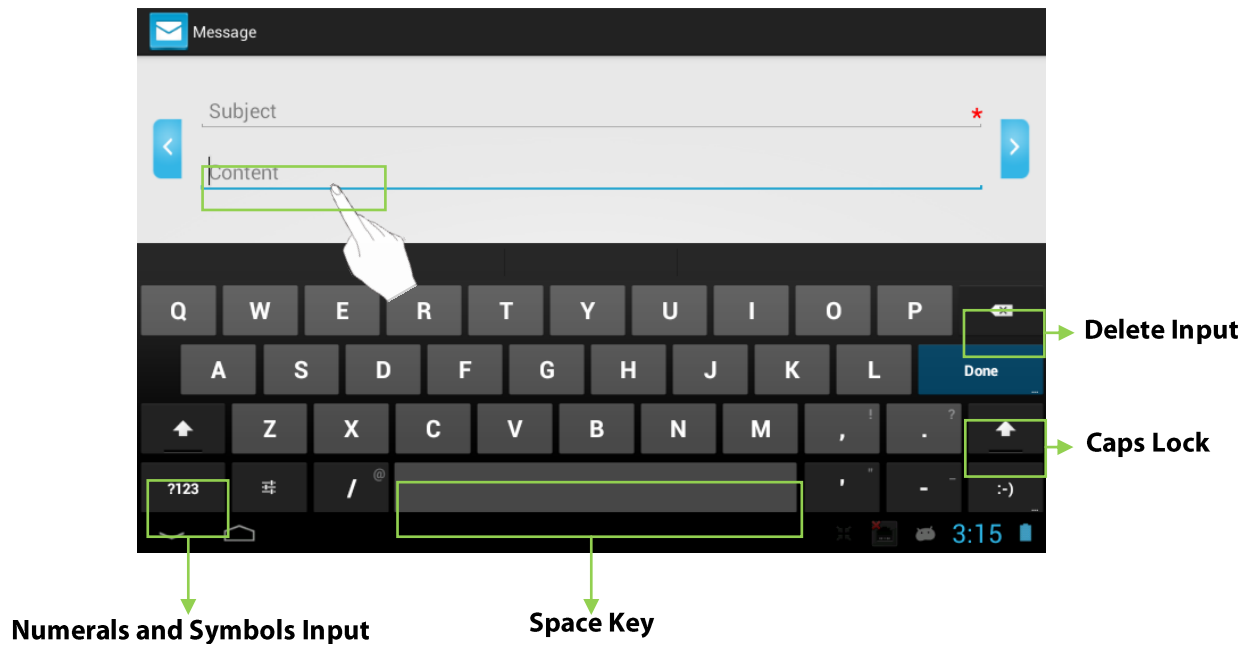 Message
Subject *
Content
Q W E R T Y U I O P
Delete Input
A S D F G H J K L Done ...
Z X C V B N M , ! . ?
Caps Lock
?123 / @ ' " - _ :-) ...
3:15
Space Key
Numerals and Symbols Input